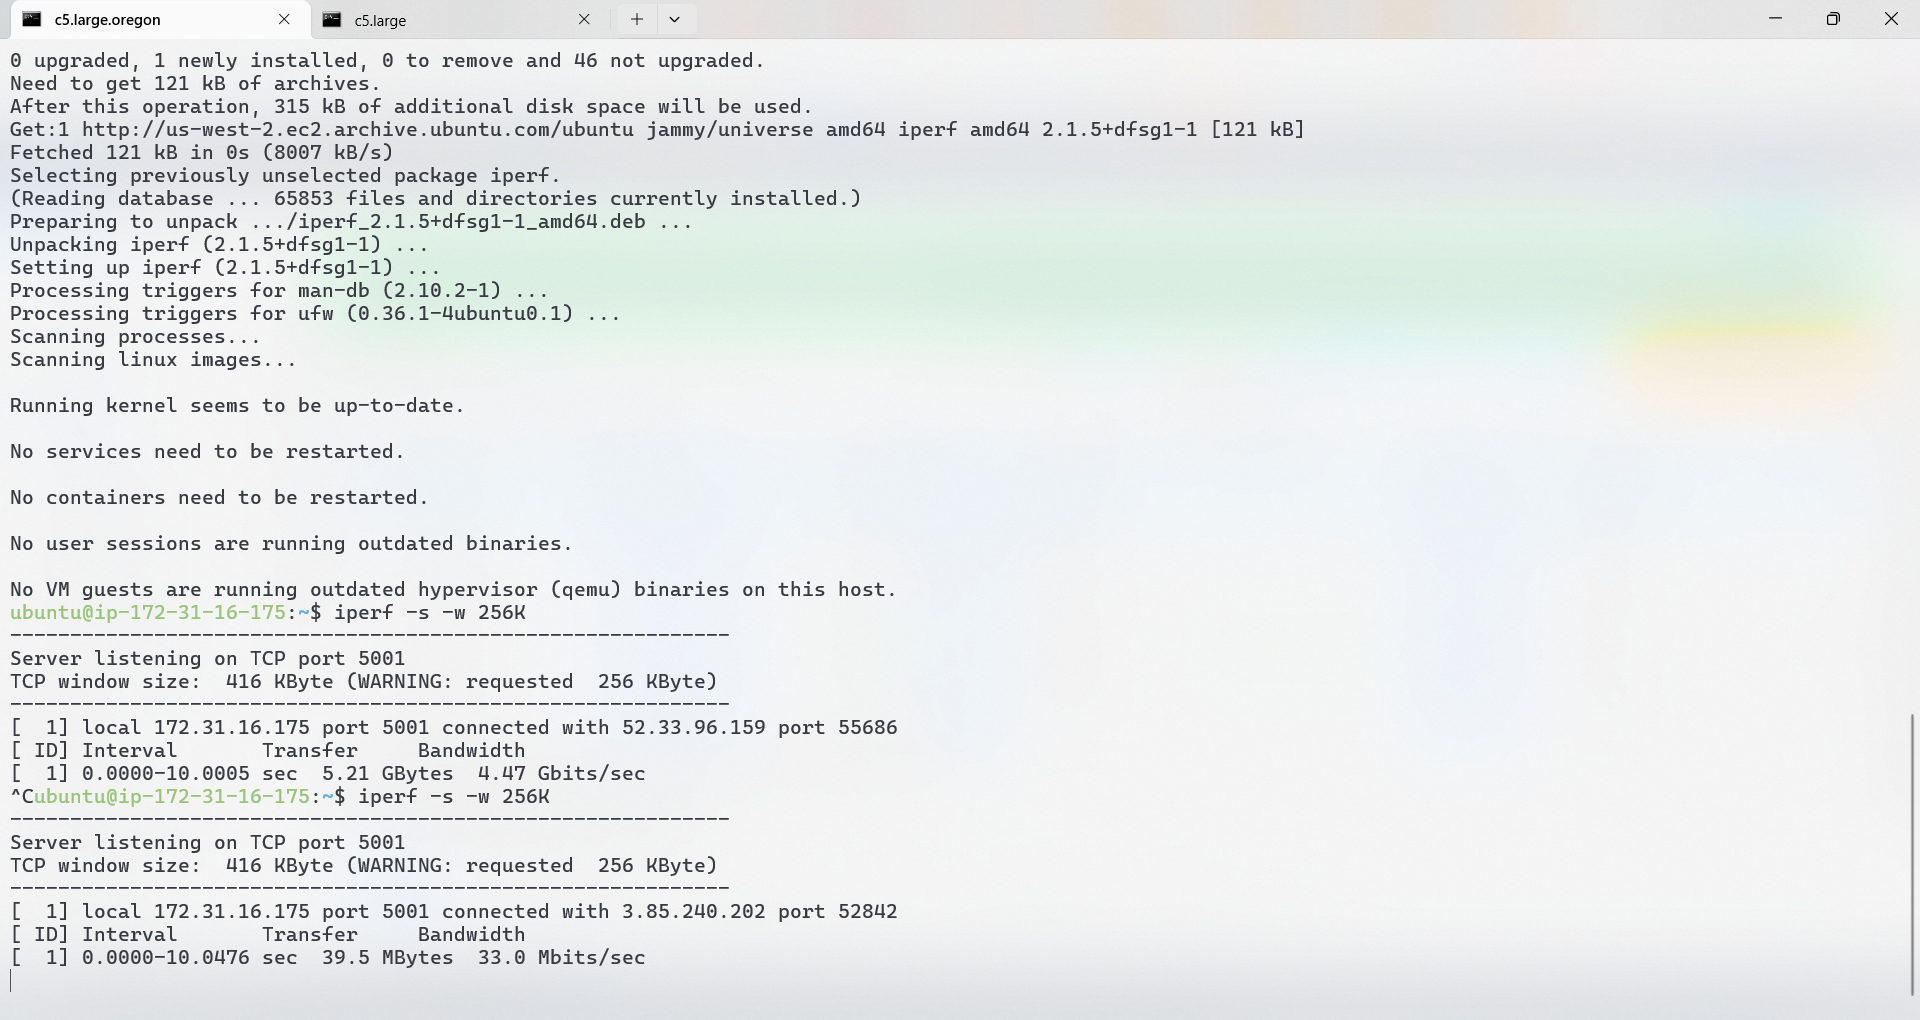 c5.large.oregon
c5.large
0 upgraded, 1 newly installed, 0 to remove and 46 not upgraded.
Need to get 121 kB of archives.
After this operation, 315 kB of additional disk space will be used.
Get:1 http://us-west-2.ec2.archive.ubuntu.com/ubuntu jammy/universe amd64 iperf amd64 2.1.5+dfsg1-1 [121 kB]
Fetched 121 kB in 0s (8007 kB/s)
Selecting previously unselected package iperf.
(Reading database ... 65853 files and directories currently installed.)
Preparing to unpack .../iperf_2.1.5+dfsg1-1_amd64.deb ...
Unpacking iperf (2.1.5+dfsg1-1) ...
Setting up iperf (2.1.5+dfsg1-1) ...
Processing triggers for man-db (2.10.2-1) ...
Processing triggers for ufw (0.36.1-4ubuntu0.1) ...
Scanning processes...
Scanning linux images...
Running kernel seems to be up-to-date.
No services need to be restarted.
No containers need to be restarted.
No user sessions are running outdated binaries.
No VM guests are running outdated hypervisor (qemu) binaries on this host.
ubuntu@ip-172-31-16-175:~$ iperf -s -w 256K
------------------------------------------------------------
Server listening on TCP port 5001
TCP window size:  416 KByte (WARNING: requested  256 KByte)
------------------------------------------------------------
[  1] local 172.31.16.175 port 5001 connected with 52.33.96.159 port 55686
[ ID] Interval       Transfer     Bandwidth
[  1] 0.0000-10.0005 sec  5.21 GBytes  4.47 Gbits/sec
^Cubuntu@ip-172-31-16-175:~$ iperf -s -w 256K
------------------------------------------------------------
Server listening on TCP port 5001
TCP window size:  416 KByte (WARNING: requested  256 KByte)
------------------------------------------------------------
[  1] local 172.31.16.175 port 5001 connected with 3.85.240.202 port 52842
[ ID] Interval       Transfer     Bandwidth
[  1] 0.0000-10.0476 sec  39.5 MBytes  33.0 Mbits/sec